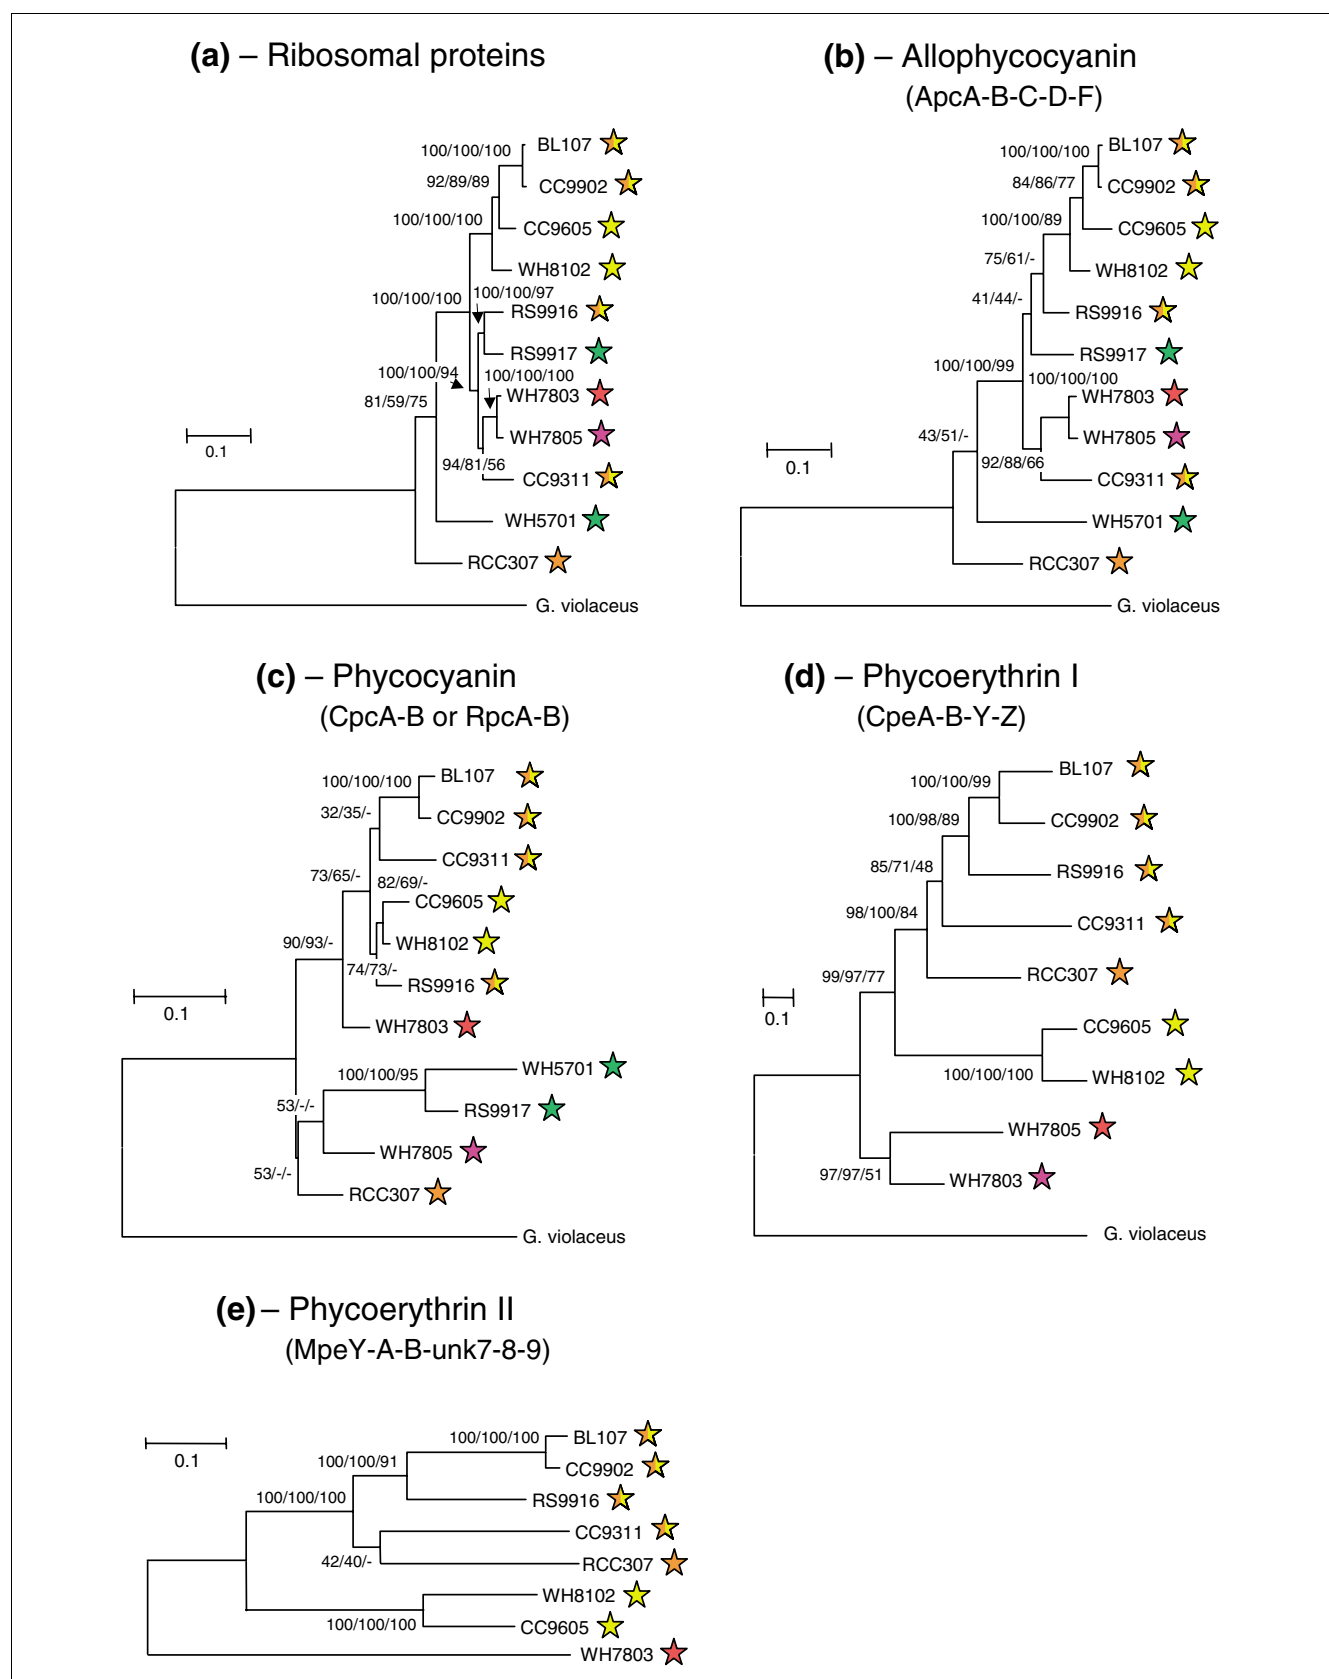 (a) – Ribosomal proteins
100/100/100
BL107
92/89/89
CC9902
100/100/100
CC9605
WH8102
100/100/100
100/100/97
RS9916
RS9917
100/100/94
100/100/100
WH7803
81/59/75
WH7805
0.1
94/81/56
CC9311
WH5701
RCC307
G. violaceus
(b) – Allophycocyanin
(ApcA-B-C-D-F)
100/100/100
BL107
84/86/77
CC9902
100/100/89
CC9605
75/61/-
WH8102
41/44/-
RS9916
RS9917
100/100/99
100/100/100
WH7803
43/51/-
WH7805
0.1
92/88/66
CC9311
WH5701
RCC307
G. violaceus
(c) – Phycocyanin
(CpcA-B or RpcA-B)
100/100/100
BL107
32/35/-
CC9902
CC9311
73/65/-
82/69/-
CC9605
90/93/-
WH8102
74/73/-
RS9916
0.1
WH7803
100/100/95
WH5701
53/-/-
RS9917
WH7805
53/-/-
RCC307
G. violaceus
(d) – Phycoerythrin I
(CpeA-B-Y-Z)
100/100/99
BL107
100/98/89
CC9902
85/71/48
RS9916
98/100/84
CC9311
99/97/77
RCC307
0.1
CC9605
100/100/100
WH8102
WH7805
97/97/51
WH7803
G. violaceus
(e) – Phycoerythrin II
(MpeY-A-B-unk7-8-9)
100/100/100
BL107
0.1
100/100/91
CC9902
100/100/100
RS9916
CC9311
42/40/-
RCC307
WH8102
100/100/100
CC9605
WH7803